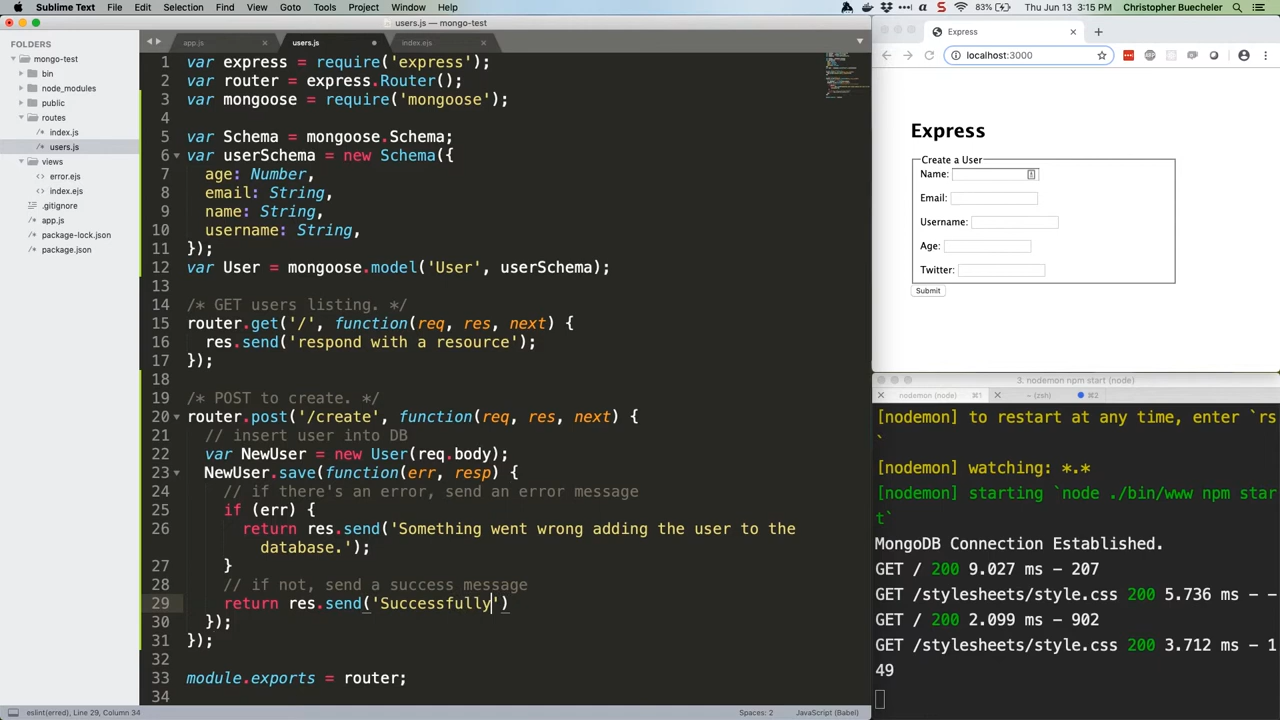 Sublime Text File Edit Selection Find View Goto Tools Project Window Help 83% Thu Jun 13 3:15 PM Christopher Buecheler
users.js — mongo-test
FOLDERS
mongo-test
bin
node_modules
public
routes
index.js
users.js
views
error.ejs
index.ejs
.gitignore
app.js
package-lock.json
package.json
app.js users.js index.ejs
1 var express = require('express');
2 var router = express.Router();
3 var mongoose = require('mongoose');
4
5 var Schema = mongoose.Schema;
6 var userSchema = new Schema({
7 age: Number,
8 email: String,
9 name: String,
10 username: String,
11 });
12 var User = mongoose.model('User', userSchema);
13
14 /* GET users listing. */
15 router.get('/', function(req, res, next) {
16 res.send('respond with a resource');
17 });
18
19 /* POST to create. */
20 router.post('/create', function(req, res, next) {
21 // insert user into DB
22 var NewUser = new User(req.body);
23 NewUser.save(function(err, resp) {
24 // if there's an error, send an error message
25 if (err) {
26 return res.send('Something went wrong adding the user to the
database.');
27 }
28 // if not, send a success message
29 return res.send('Successfully')
30 });
31 });
32
33 module.exports = router;
34
eslint(erred), Line 29, Column 34 Spaces: 2 JavaScript (Babel)
Express
localhost:3000
Express
Create a User
Name:
Email:
Username:
Age:
Twitter:
Submit
3. nodemon npm start (node)
nodemon (node) ⌘1 ~ (zsh) ⌘2
[nodemon] to restart at any time, enter `rs
`
[nodemon] watching: *.*
[nodemon] starting `node ./bin/www npm star
t`
MongoDB Connection Established.
GET / 200 9.027 ms - 207
GET /stylesheets/style.css 200 5.736 ms - -
GET / 200 2.099 ms - 902
GET /stylesheets/style.css 200 3.712 ms - 1
49